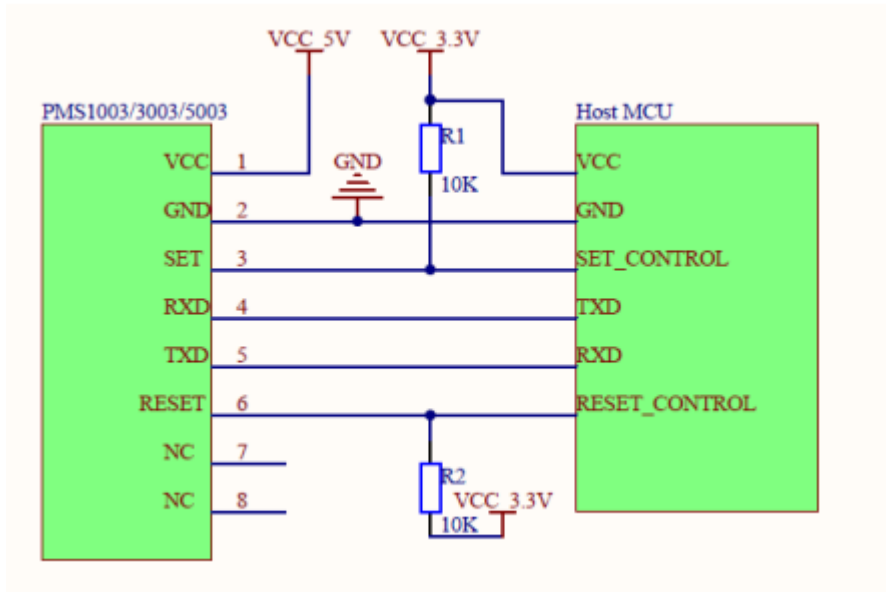 VCC_5V
VCC_3.3V
PMS1003/3003/5003
Host MCU
R1
10K
VCC 1
GND
VCC
GND 2
GND
SET 3
SET_CONTROL
RXD 4
TXD
TXD 5
RXD
RESET 6
RESET_CONTROL
NC 7
R2
NC 8
VCC_3.3V
10K